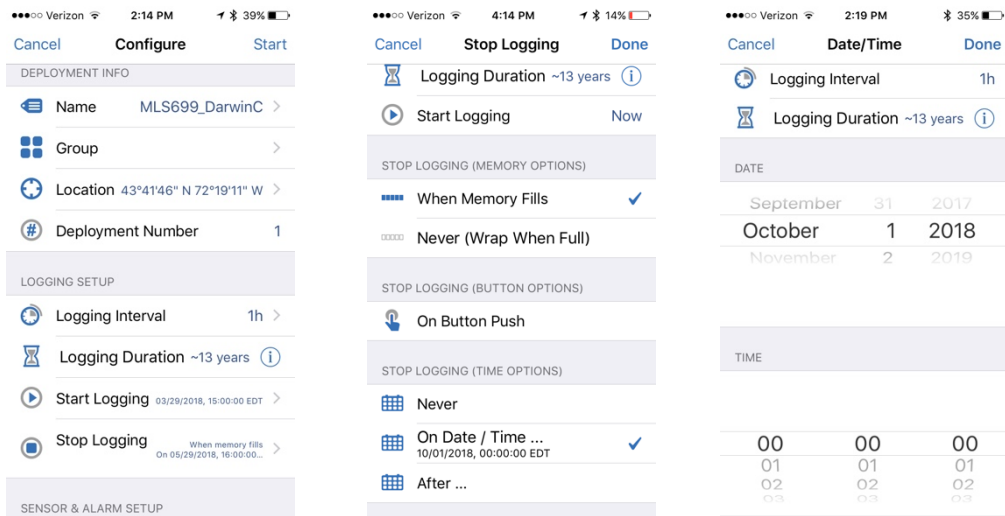 Verizon 2:14 PM 39%
Cancel Configure Start
DEPLOYMENT INFO
Name MLS699_DarwinC
Group
Location 43°41'46" N 72°19'11" W
# Deployment Number 1
LOGGING SETUP
Logging Interval 1h
Logging Duration ~13 years i
Start Logging 03/29/2018, 15:00:00 EDT
Stop Logging When memory fills
On 05/29/2018, 16:00:00...
SENSOR & ALARM SETUP
Verizon 4:14 PM 14%
Cancel Stop Logging Done
Logging Duration ~13 years i
Start Logging Now
STOP LOGGING (MEMORY OPTIONS)
When Memory Fills
Never (Wrap When Full)
STOP LOGGING (BUTTON OPTIONS)
On Button Push
STOP LOGGING (TIME OPTIONS)
Never
On Date / Time ...
10/01/2018, 00:00:00 EDT
After ...
Verizon 2:19 PM 35%
Cancel Date/Time Done
Logging Interval 1h
Logging Duration ~13 years i
DATE
September 31 2017
October 1 2018
November 2 2019
TIME
00 00 00
01 01 01
02 02 02
03 03 03